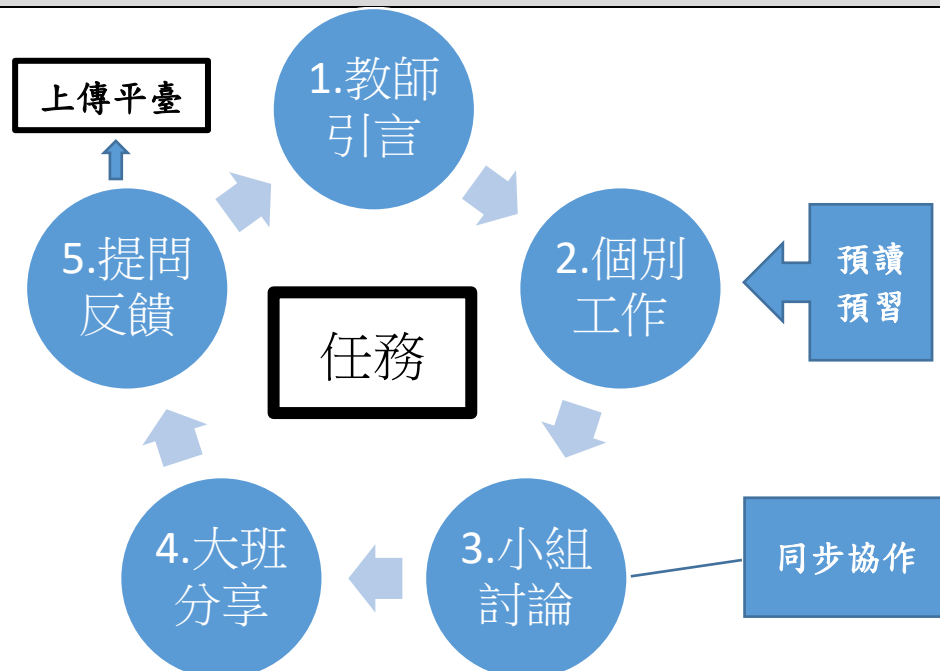 上傳平臺
1.教師
引言
2.個別
工作
預讀
預習
3.小組
討論
同步協作
4.大班
分享
5.提問
反饋
任務